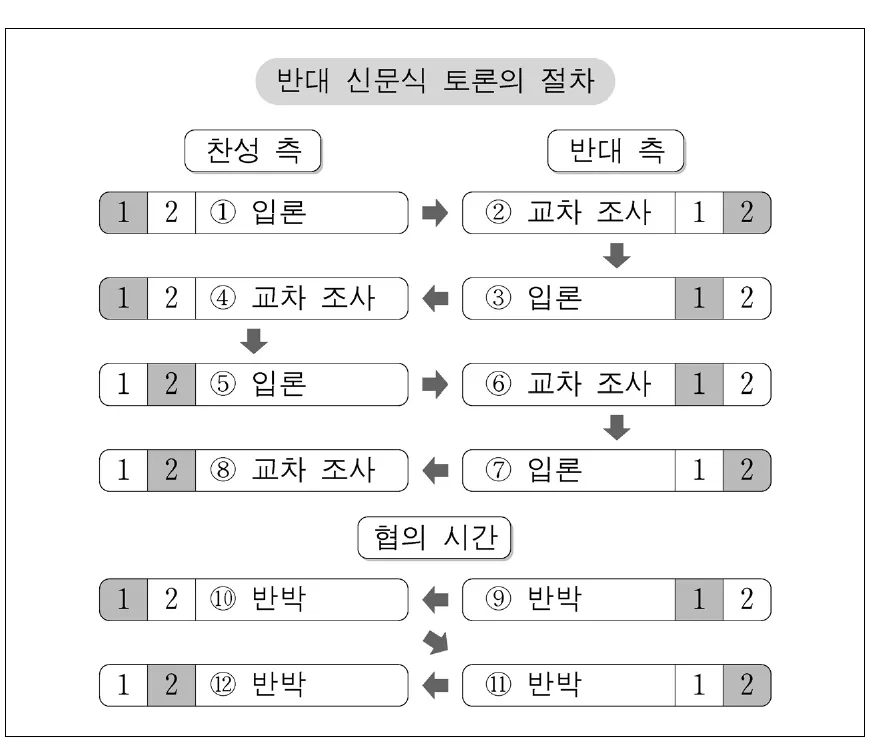 반대 신문식 토론의 절차
찬성 측 반대 측
1 2 ① 입론 ② 교차 조사 1 2
1 2 ④ 교차 조사 ③ 입론 1 2
1 2 ⑤ 입론 ⑥ 교차 조사 1 2
1 2 ⑧ 교차 조사 ⑦ 입론 1 2
협의 시간
1 2 ⑩ 반박 ⑨ 반박 1 2
1 2 ⑫ 반박 ⑪ 반박 1 2